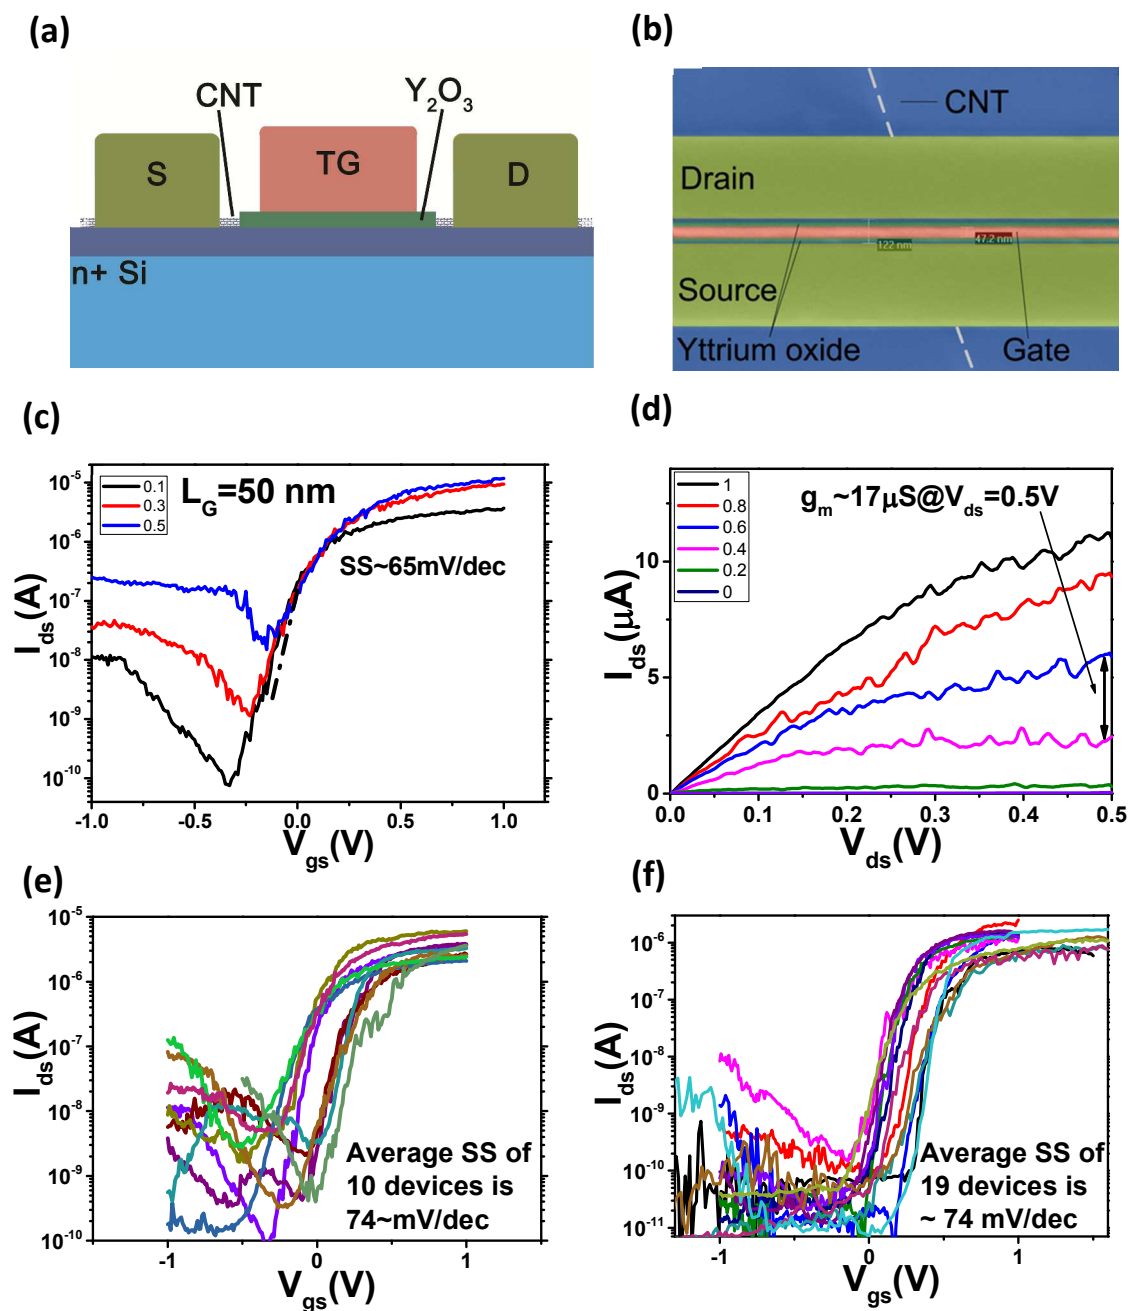 (a)
CNT
Y2O3
S
TG
D
n+ Si
(b)
CNT
Drain
122 nm
47.2 nm
Source
Yttrium oxide
Gate
(c)
Ids(A)
10-5
10-6
10-7
10-8
10-9
10-10
0.1
0.3
0.5
LG=50 nm
SS~65mV/dec
-1.0
-0.5
0.0
0.5
1.0
Vgs(V)
(d)
Ids(μA)
10
5
0
1
0.8
0.6
0.4
0.2
0
gm~17μS@Vds=0.5V
0.0
0.1
0.2
0.3
0.4
0.5
Vds(V)
(e)
Ids(A)
10-5
10-6
10-7
10-8
10-9
10-10
Average SS of
10 devices is
74~mV/dec
-1
0
1
Vgs(V)
(f)
Ids(A)
10-6
10-7
10-8
10-9
10-10
10-11
Average SS of
19 devices is
~ 74 mV/dec
-1
0
1
Vgs(V)